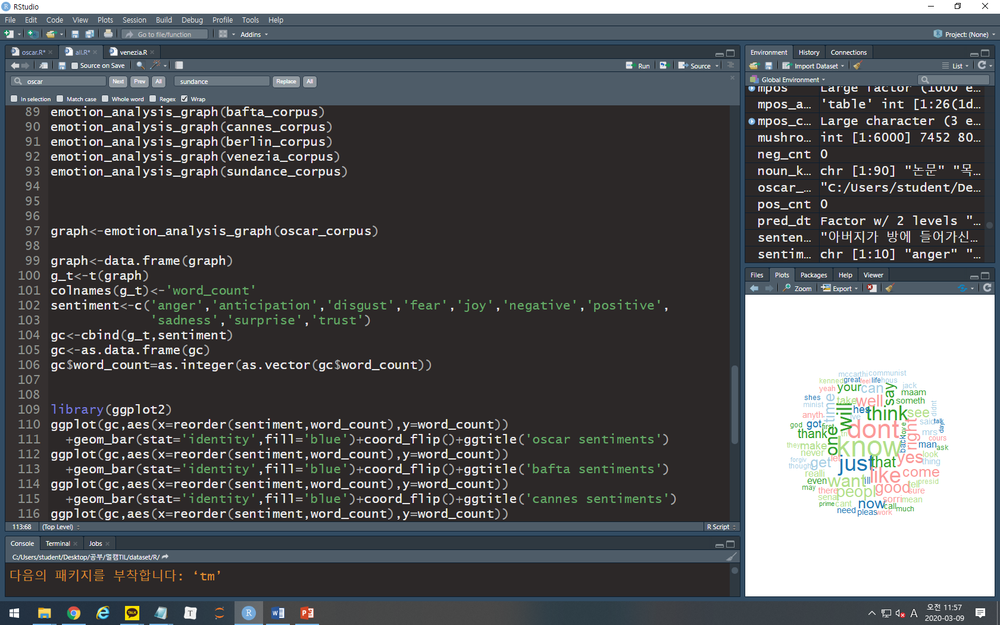 RStudio
File Edit Code View Plots Session Build Debug Profile Tools Help
Go to file/function Addins Project: (None)
oscar.R* all.R* venezia.R
Source on Save Run Source
oscar Next Prev All sundance Replace All
In selection Match case Whole word Regex Wrap
89 emotion_analysis_graph(bafta_corpus)
90 emotion_analysis_graph(cannes_corpus)
91 emotion_analysis_graph(berlin_corpus)
92 emotion_analysis_graph(venezia_corpus)
93 emotion_analysis_graph(sundance_corpus)
94
95
96
97 graph<-emotion_analysis_graph(oscar_corpus)
98
99 graph<-data.frame(graph)
100 g_t<-t(graph)
101 colnames(g_t)<-'word_count'
102 sentiment<-c('anger','anticipation','disgust','fear','joy','negative','positive',
103 'sadness','surprise','trust')
104 gc<-cbind(g_t,sentiment)
105 gc<-as.data.frame(gc)
106 gc$word_count=as.integer(as.vector(gc$word_count))
107
108
109 library(ggplot2)
110 ggplot(gc,aes(x=reorder(sentiment,word_count),y=word_count))
111 +geom_bar(stat='identity',fill='blue')+coord_flip()+ggtitle('oscar sentiments')
112 ggplot(gc,aes(x=reorder(sentiment,word_count),y=word_count))
113 +geom_bar(stat='identity',fill='blue')+coord_flip()+ggtitle('bafta sentiments')
114 ggplot(gc,aes(x=reorder(sentiment,word_count),y=word_count))
115 +geom_bar(stat='identity',fill='blue')+coord_flip()+ggtitle('cannes sentiments')
116 ggplot(gc,aes(x=reorder(sentiment,word_count),y=word_count))
113:68 (Top Level) R Script
Console Terminal Jobs
C:/Users/student/Desktop/공부/멀캠TIL/dataset/R/
다음의 패키지를 부착합니다: ‘tm’
Environment History Connections
Import Dataset List
Global Environment
mpos Large factor (1000 e…
mpos_a… 'table' int [1:26(1d…
mpos_c… Large character (3 e…
mushro… int [1:6000] 7452 80…
neg_cnt 0
noun_k… chr [1:90] "논문" "목…
oscar_… "C:/Users/student/De…
pos_cnt 0
pred_dt Factor w/ 2 levels "…
senten… "아버지가 방에 들어가신…
sentim… chr [1:10] "anger" "…
Files Plots Packages Help Viewer
Zoom Export
mccarthi communist
kenned great feel life hous
yeah your can say jack
maam
shes take well someth
minist time will hes think see didnt
anyth ive said talk
god got first dont love day
thank one tri right mrs
cours
they make know back man ask
never let look
forgiv get just that yes thing
thought
realli want ill like come
even tell presid
may there peopl good sure
senat sorri mean
prime cant now call much
need pleas work
오전 11:57
A
2020-03-09